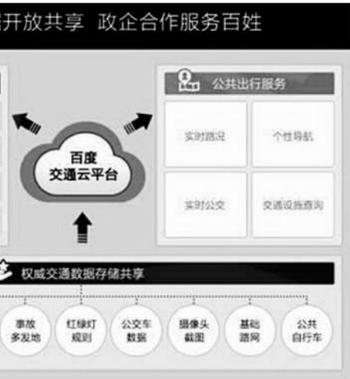 开放共享 政企合作服务百姓
公共出行服务
实时路况
个性导航
百度
交通云平台
实时公交
交通设施查询
权威交通数据存储共享
事故
多发地
红绿灯
规则
公交车
数据
摄像头
截图
基础
路网
公共
自行车